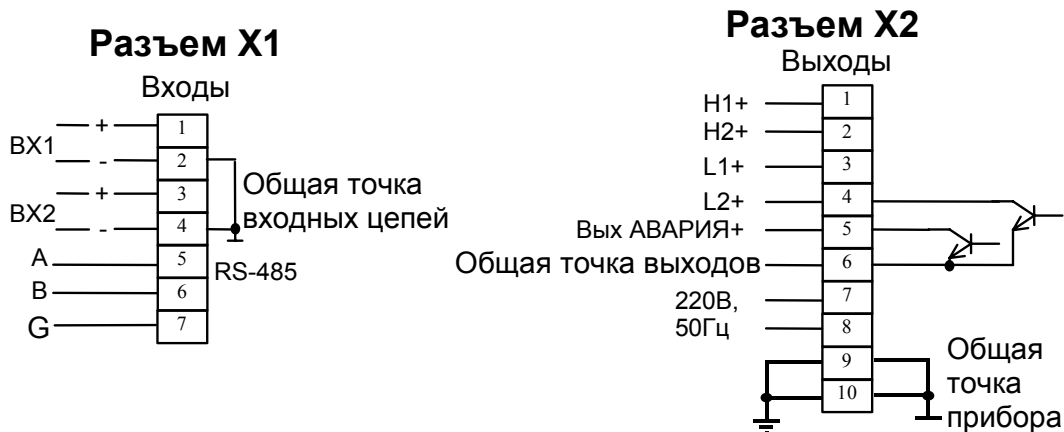 Разъем X1
Входы
ВХ1
+
1
-
2
ВХ2
+
3
-
4
Общая точка
входных цепей
A
5
RS-485
B
6
G
7
Разъем X2
Выходы
H1+
1
H2+
2
L1+
3
L2+
4
Вых АВАРИЯ+
5
Общая точка выходов
6
220В,
7
50Гц
8
9
10
Общая
точка
прибора